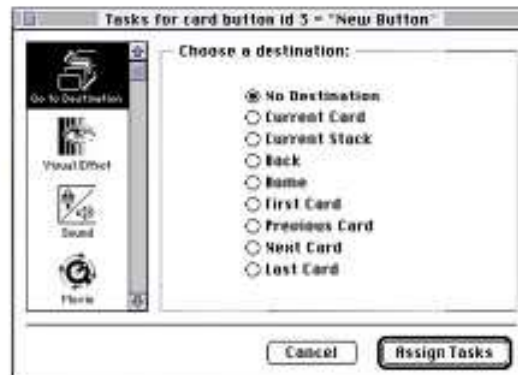 Tasks for card button id 3 = "New Button"
Go to Destination
Visual Effect
Sound
Movie
Choose a destination:
No Destination
Current Card
Current Stack
Back
Home
First Card
Previous Card
Next Card
Last Card
Cancel
Assign Tasks